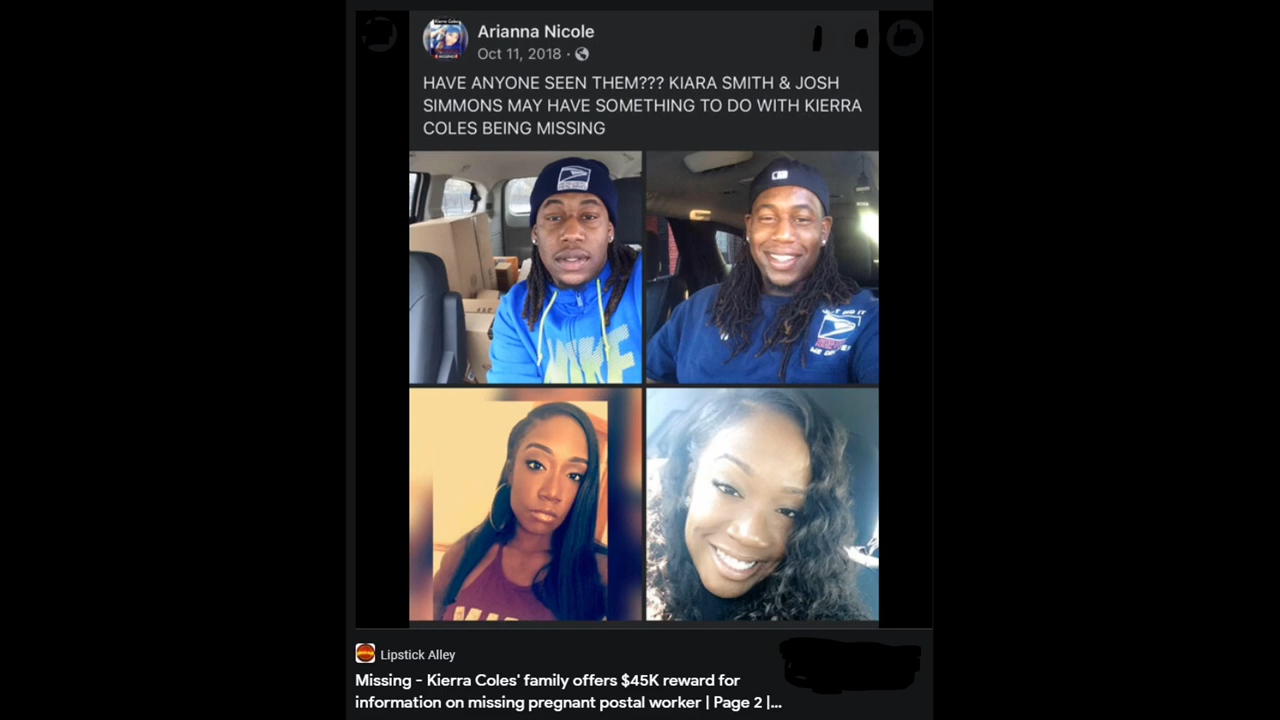 Arianna Nicole
Oct 11, 2018 ·
HAVE ANYONE SEEN THEM??? KIARA SMITH & JOSH
SIMMONS MAY HAVE SOMETHING TO DO WITH KIERRA
COLES BEING MISSING
NIKE
Lipstick Alley
Missing - Kierra Coles' family offers $45K reward for
information on missing pregnant postal worker | Page 2 |...